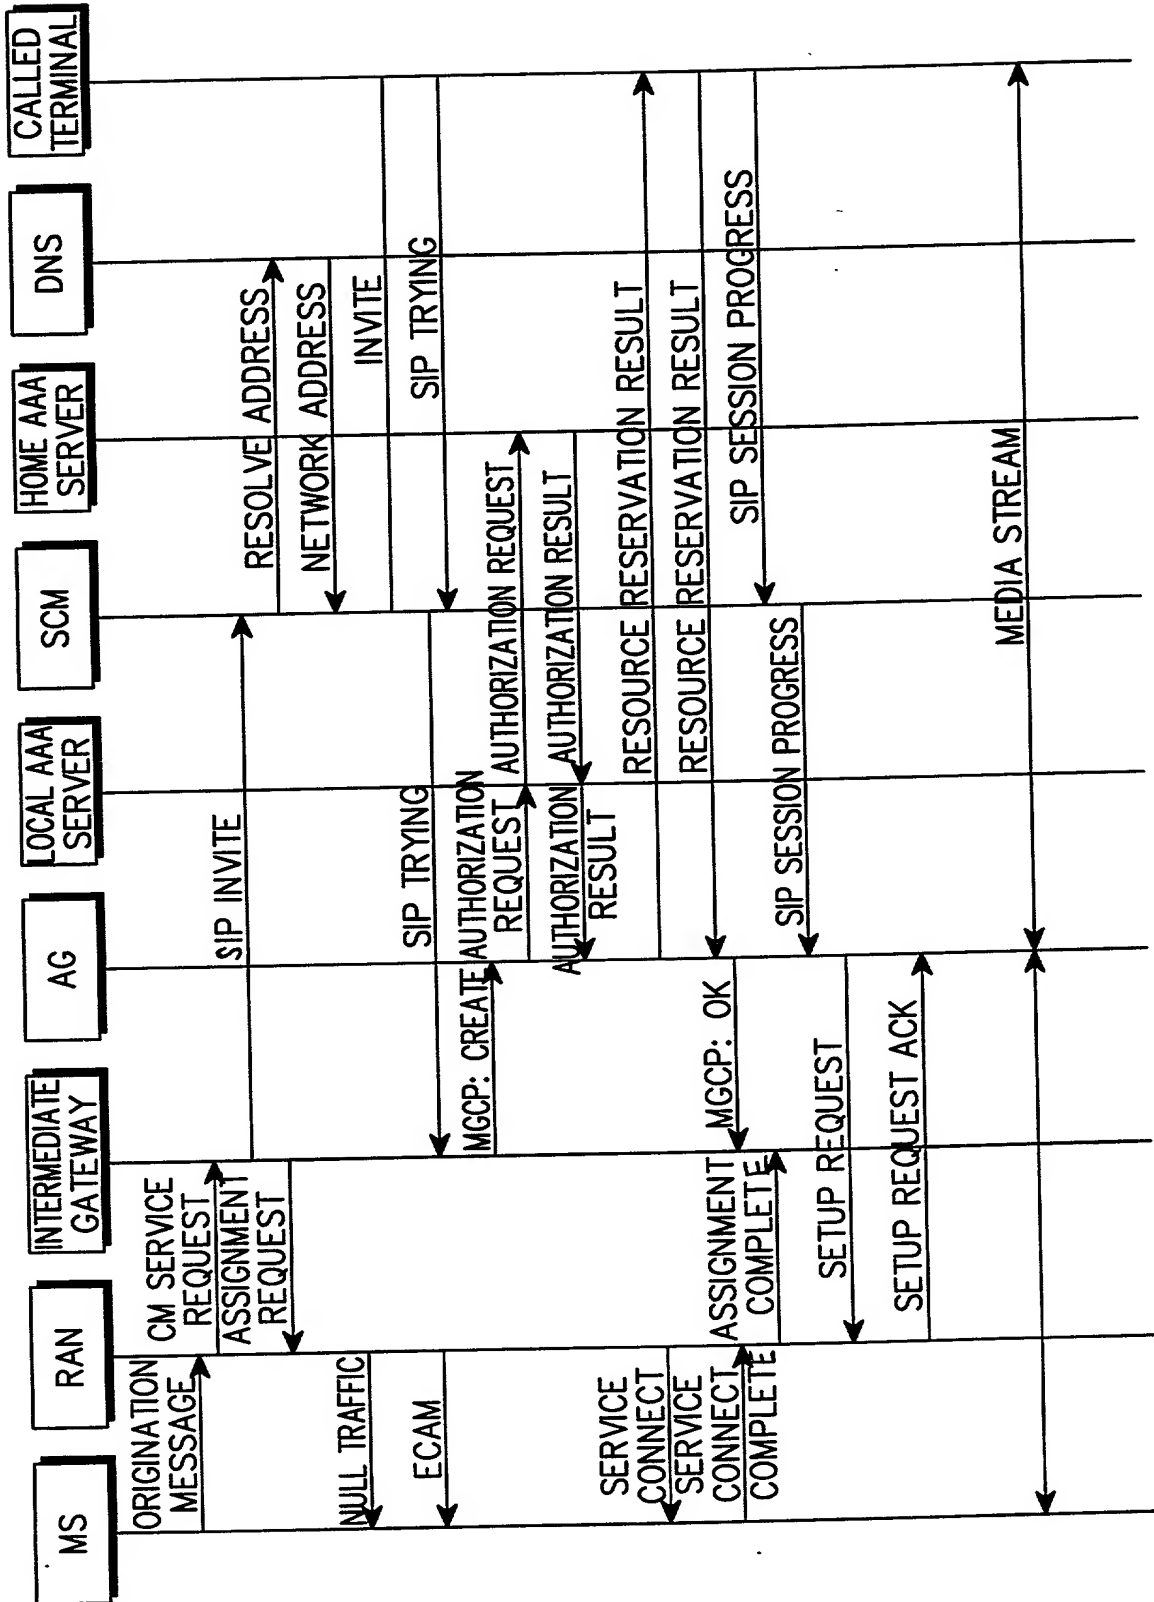 MS
RAN
INTERMEDIATE
GATEWAY
AG
LOCAL AAA
SERVER
SCM
HOME AAA
SERVER
DNS
CALLED
TERMINAL
ORIGINATION
MESSAGE
CM SERVICE
REQUEST
SIP INVITE
RESOLVE ADDRESS
ASSIGNMENT
REQUEST
NETWORK ADDRESS
NULL TRAFFIC
INVITE
SIP TRYING
SIP TRYING
ECAM
MGCP: CREATE
AUTHORIZATION
REQUEST
AUTHORIZATION REQUEST
AUTHORIZATION RESULT
AUTHORIZATION
RESULT
RESOURCE RESERVATION RESULT
SERVICE
CONNECT
RESOURCE RESERVATION RESULT
MGCP: OK
SERVICE
CONNECT
COMPLETE
SIP SESSION PROGRESS
ASSIGNMENT
COMPLETE
SIP SESSION PROGRESS
SETUP REQUEST
SETUP REQUEST ACK
MEDIA STREAM